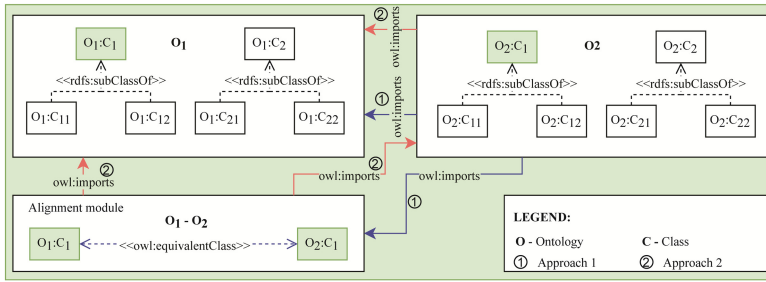 O1:C1
O1
O1:C2
<<rdfs:subClassOf>>
<<rdfs:subClassOf>>
O1:C11
O1:C12
O1:C21
O1:C22
2
owl:imports
1
owl:imports
O2:C1
O2
O2:C2
<<rdfs:subClassOf>>
<<rdfs:subClassOf>>
O2:C11
O2:C12
O2:C21
O2:C22
2
owl:imports
owl:imports
2
owl:imports
1
Alignment module
O1 - O2
O1:C1
<<owl:equivalentClass>>
O2:C1
LEGEND:
O - Ontology
C - Class
1 Approach 1
2 Approach 2